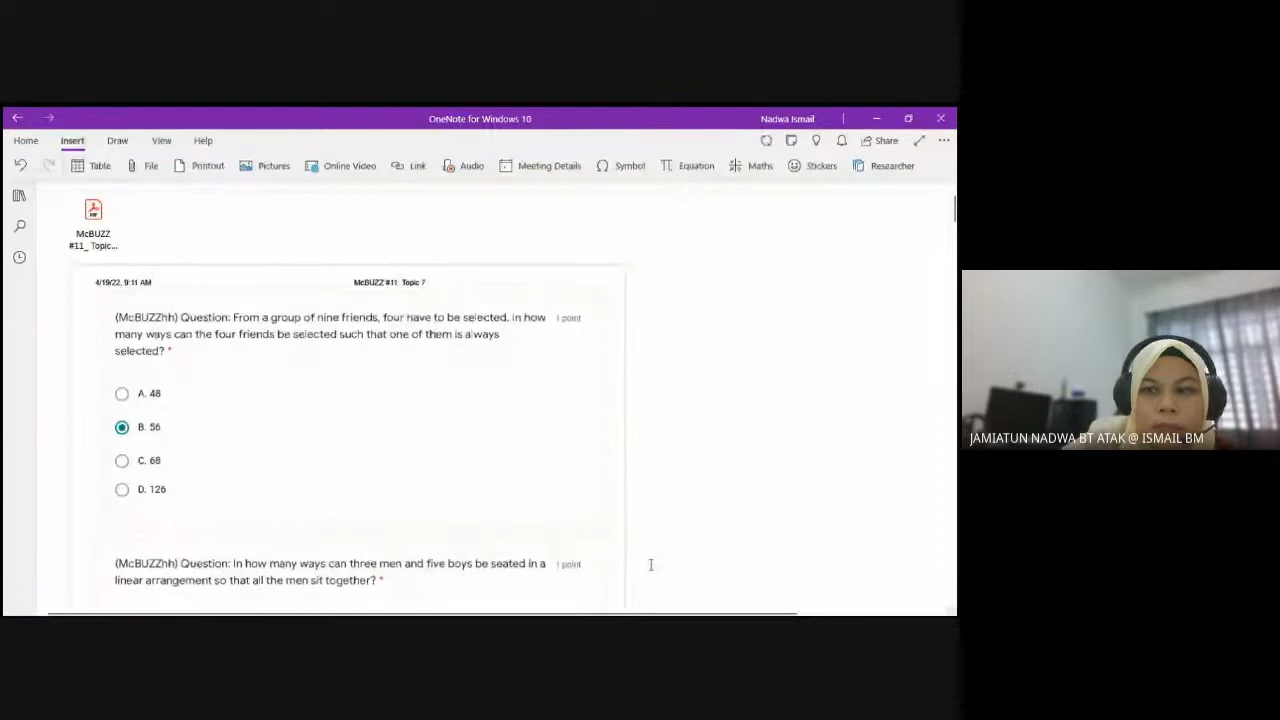 OneNote for Windows 10
Nadwa Ismail
Home Insert Draw View Help
Share
Table File Printout Pictures Online Video Link Audio Meeting Details Symbol Equation Maths Stickers Researcher
PDF
McBUZZ
#11_ Topic...
4/19/22, 9:11 AM McBUZZ #11: Topic 7
(McBUZZhh) Question: From a group of nine friends, four have to be selected. In how 1 point
many ways can the four friends be selected such that one of them is always
selected? *
A. 48
B. 56
C. 68
D. 126
(McBUZZhh) Question: In how many ways can three men and five boys be seated in a 1 point
linear arrangement so that all the men sit together? *
JAMIATUN NADWA BT ATAK @ ISMAIL BM